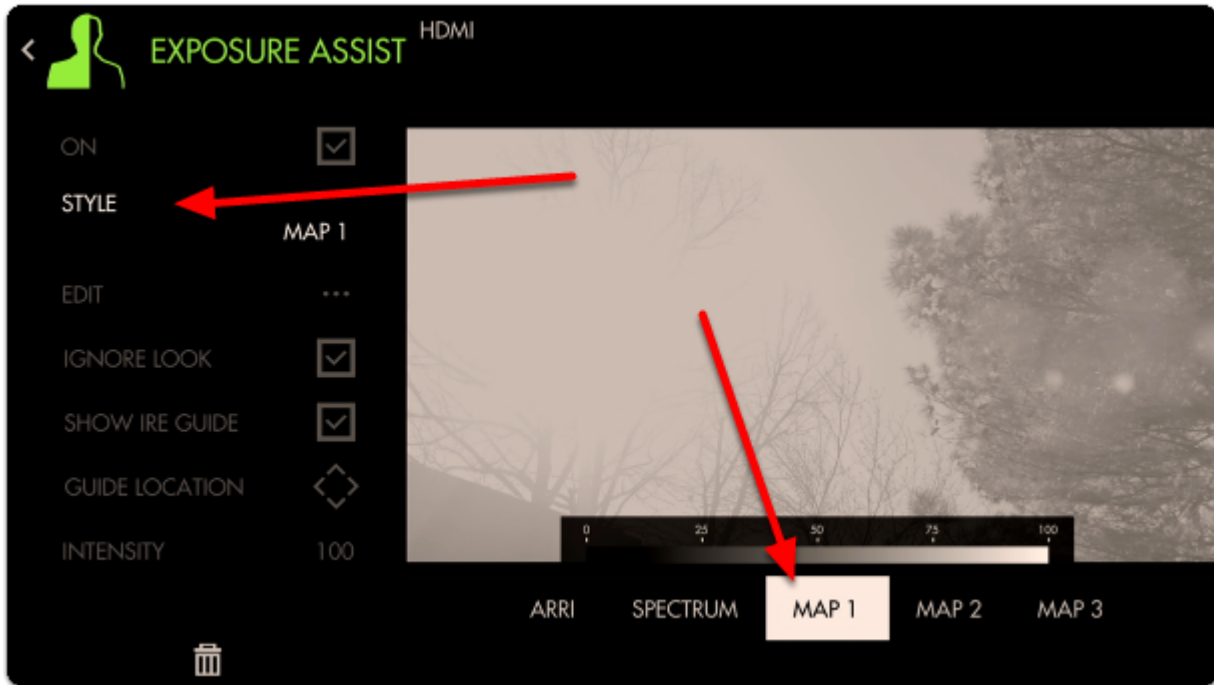 EXPOSURE ASSIST HDMI
ON
STYLE
MAP 1
EDIT ...
IGNORE LOOK
SHOW IRE GUIDE
GUIDE LOCATION
INTENSITY 100
0 25 50 75 100
ARRI SPECTRUM MAP 1 MAP 2 MAP 3